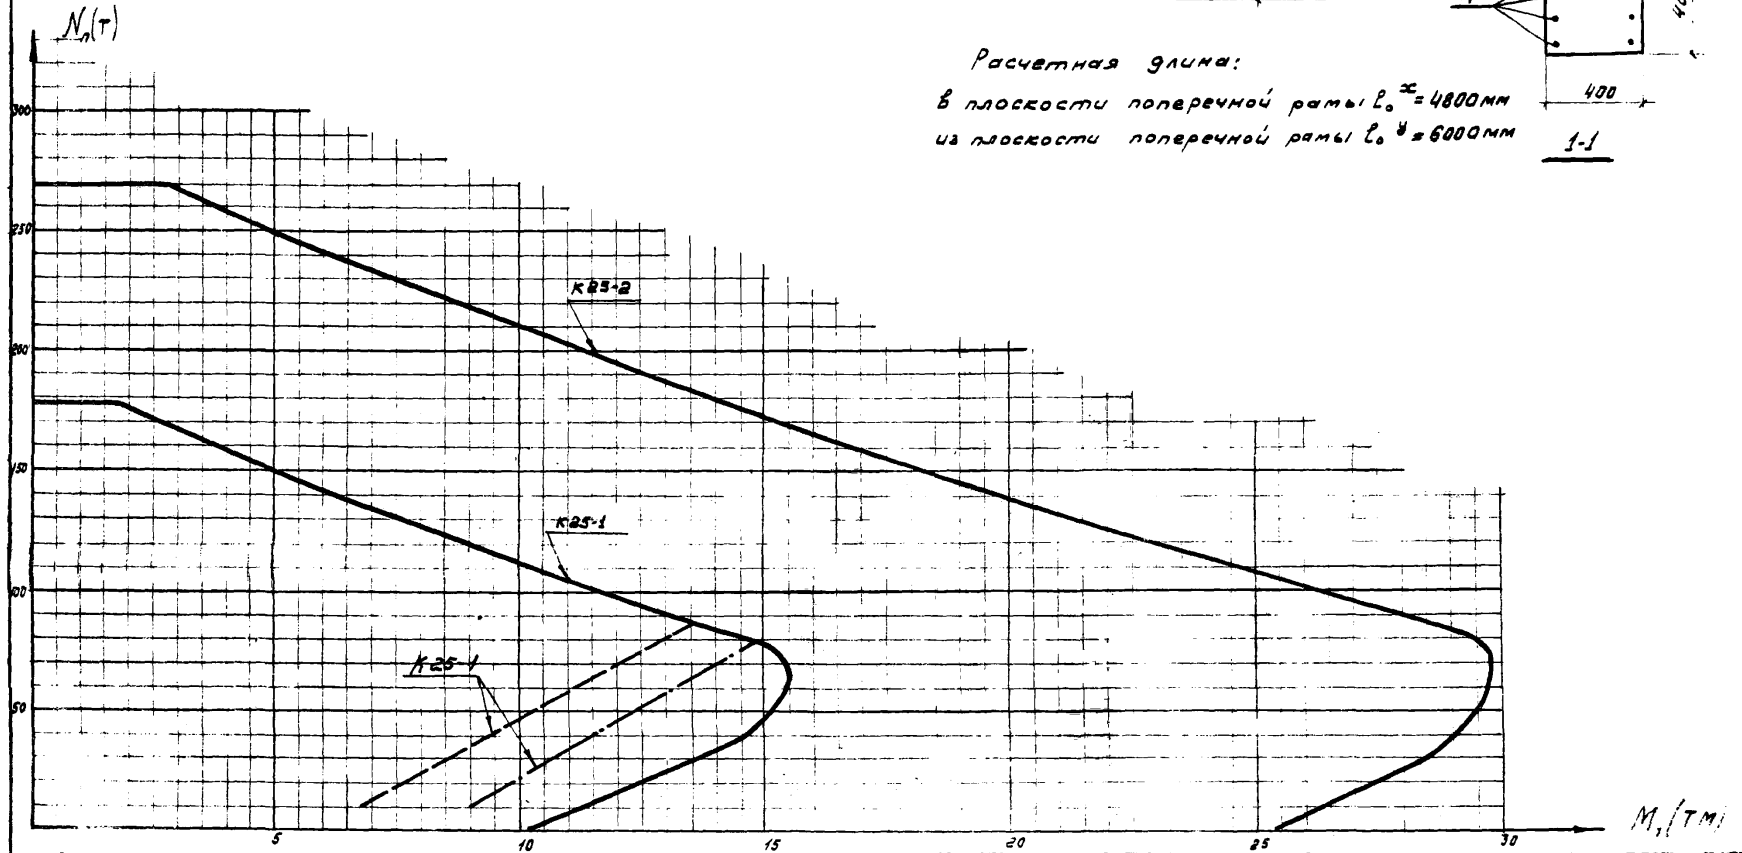 Nп(т)
Расчетная длина:
в плоскости поперечной рамы l₀ˣ = 4800мм
из плоскости поперечной рамы l₀ʸ = 6000мм
400
1-1
300
250
200
150
100
50
К25-2
К25-1
К25-1
5
10
15
20
25
30
M₁(тм)